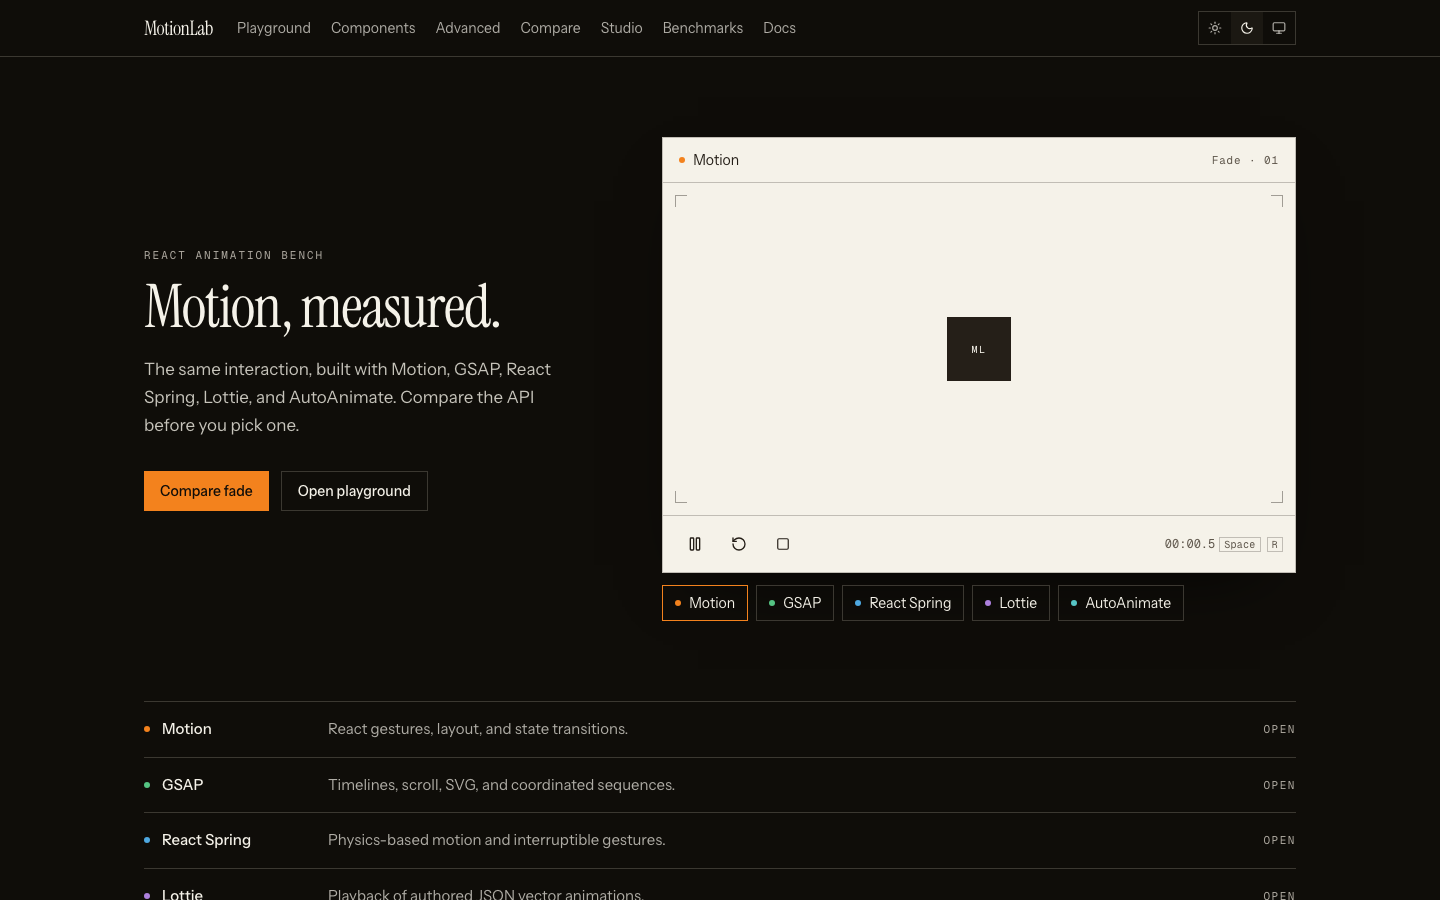 MotionLab Playground Components Advanced Compare Studio Benchmarks Docs
Motion Fade · 01
ML
00:00.5 Space R
Motion GSAP React Spring Lottie AutoAnimate
REACT ANIMATION BENCH
Motion, measured.
The same interaction, built with Motion, GSAP, React
Spring, Lottie, and AutoAnimate. Compare the API
before you pick one.
Compare fade Open playground
Motion React gestures, layout, and state transitions. OPEN
GSAP Timelines, scroll, SVG, and coordinated sequences. OPEN
React Spring Physics-based motion and interruptible gestures. OPEN
Lottie Playback of authored JSON vector animations. OPEN